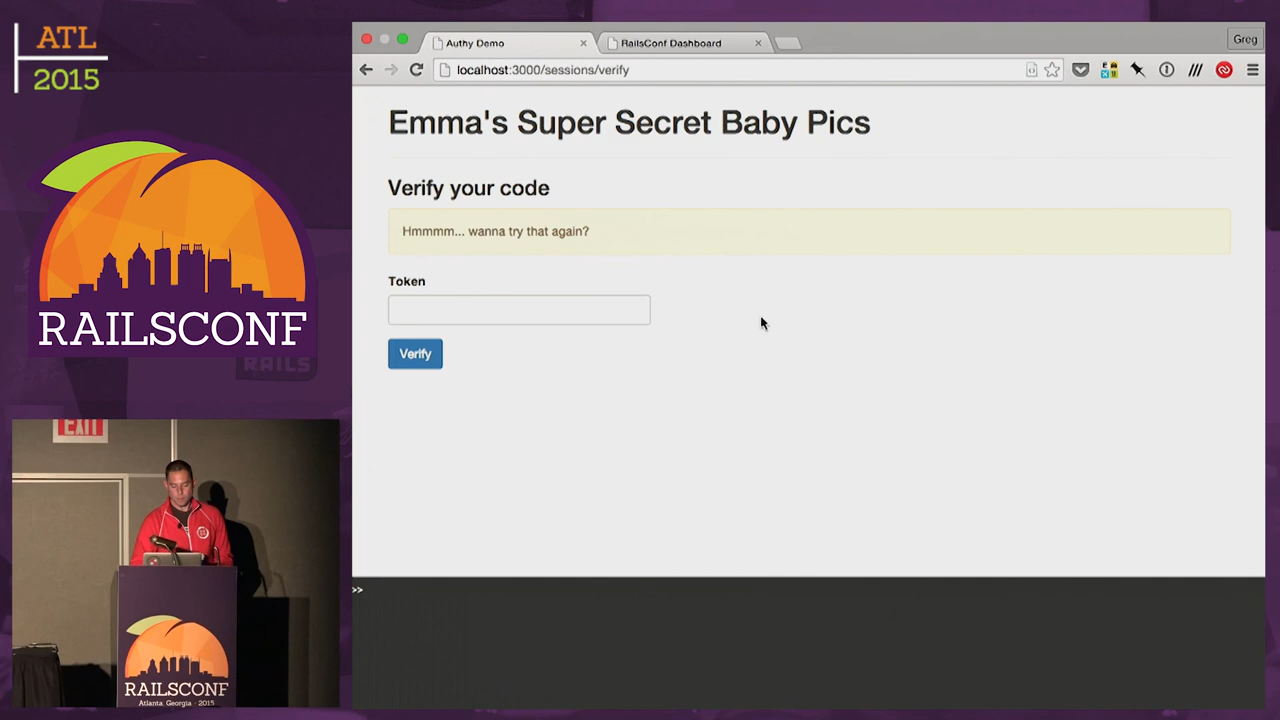 ATL
2015
RAILSCONF
EXIT
RAILSCONF
Atlanta, Georgia - 2015
Authy Demo
RailsConf Dashboard
Greg
localhost:3000/sessions/verify
Emma's Super Secret Baby Pics
Verify your code
Hmmmm... wanna try that again?
Token
Verify
>>
RAILS